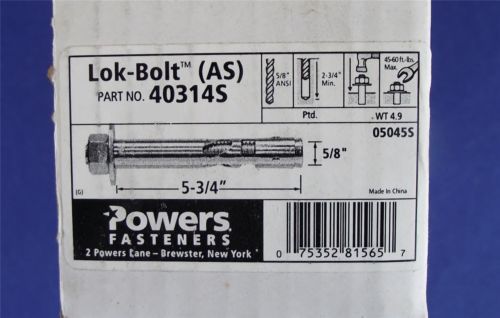 Lok-Bolt™ (AS)
PART NO. 40314S
5/8" ANSI
2-3/4" Min.
45-60 ft.-lbs. Max.
Ptd.
WT 4.9
05045S
5/8"
5-3/4"
(G)
Made In China
Powers
FASTENERS
2 Powers Lane – Brewster, New York
0 75352 81565 7